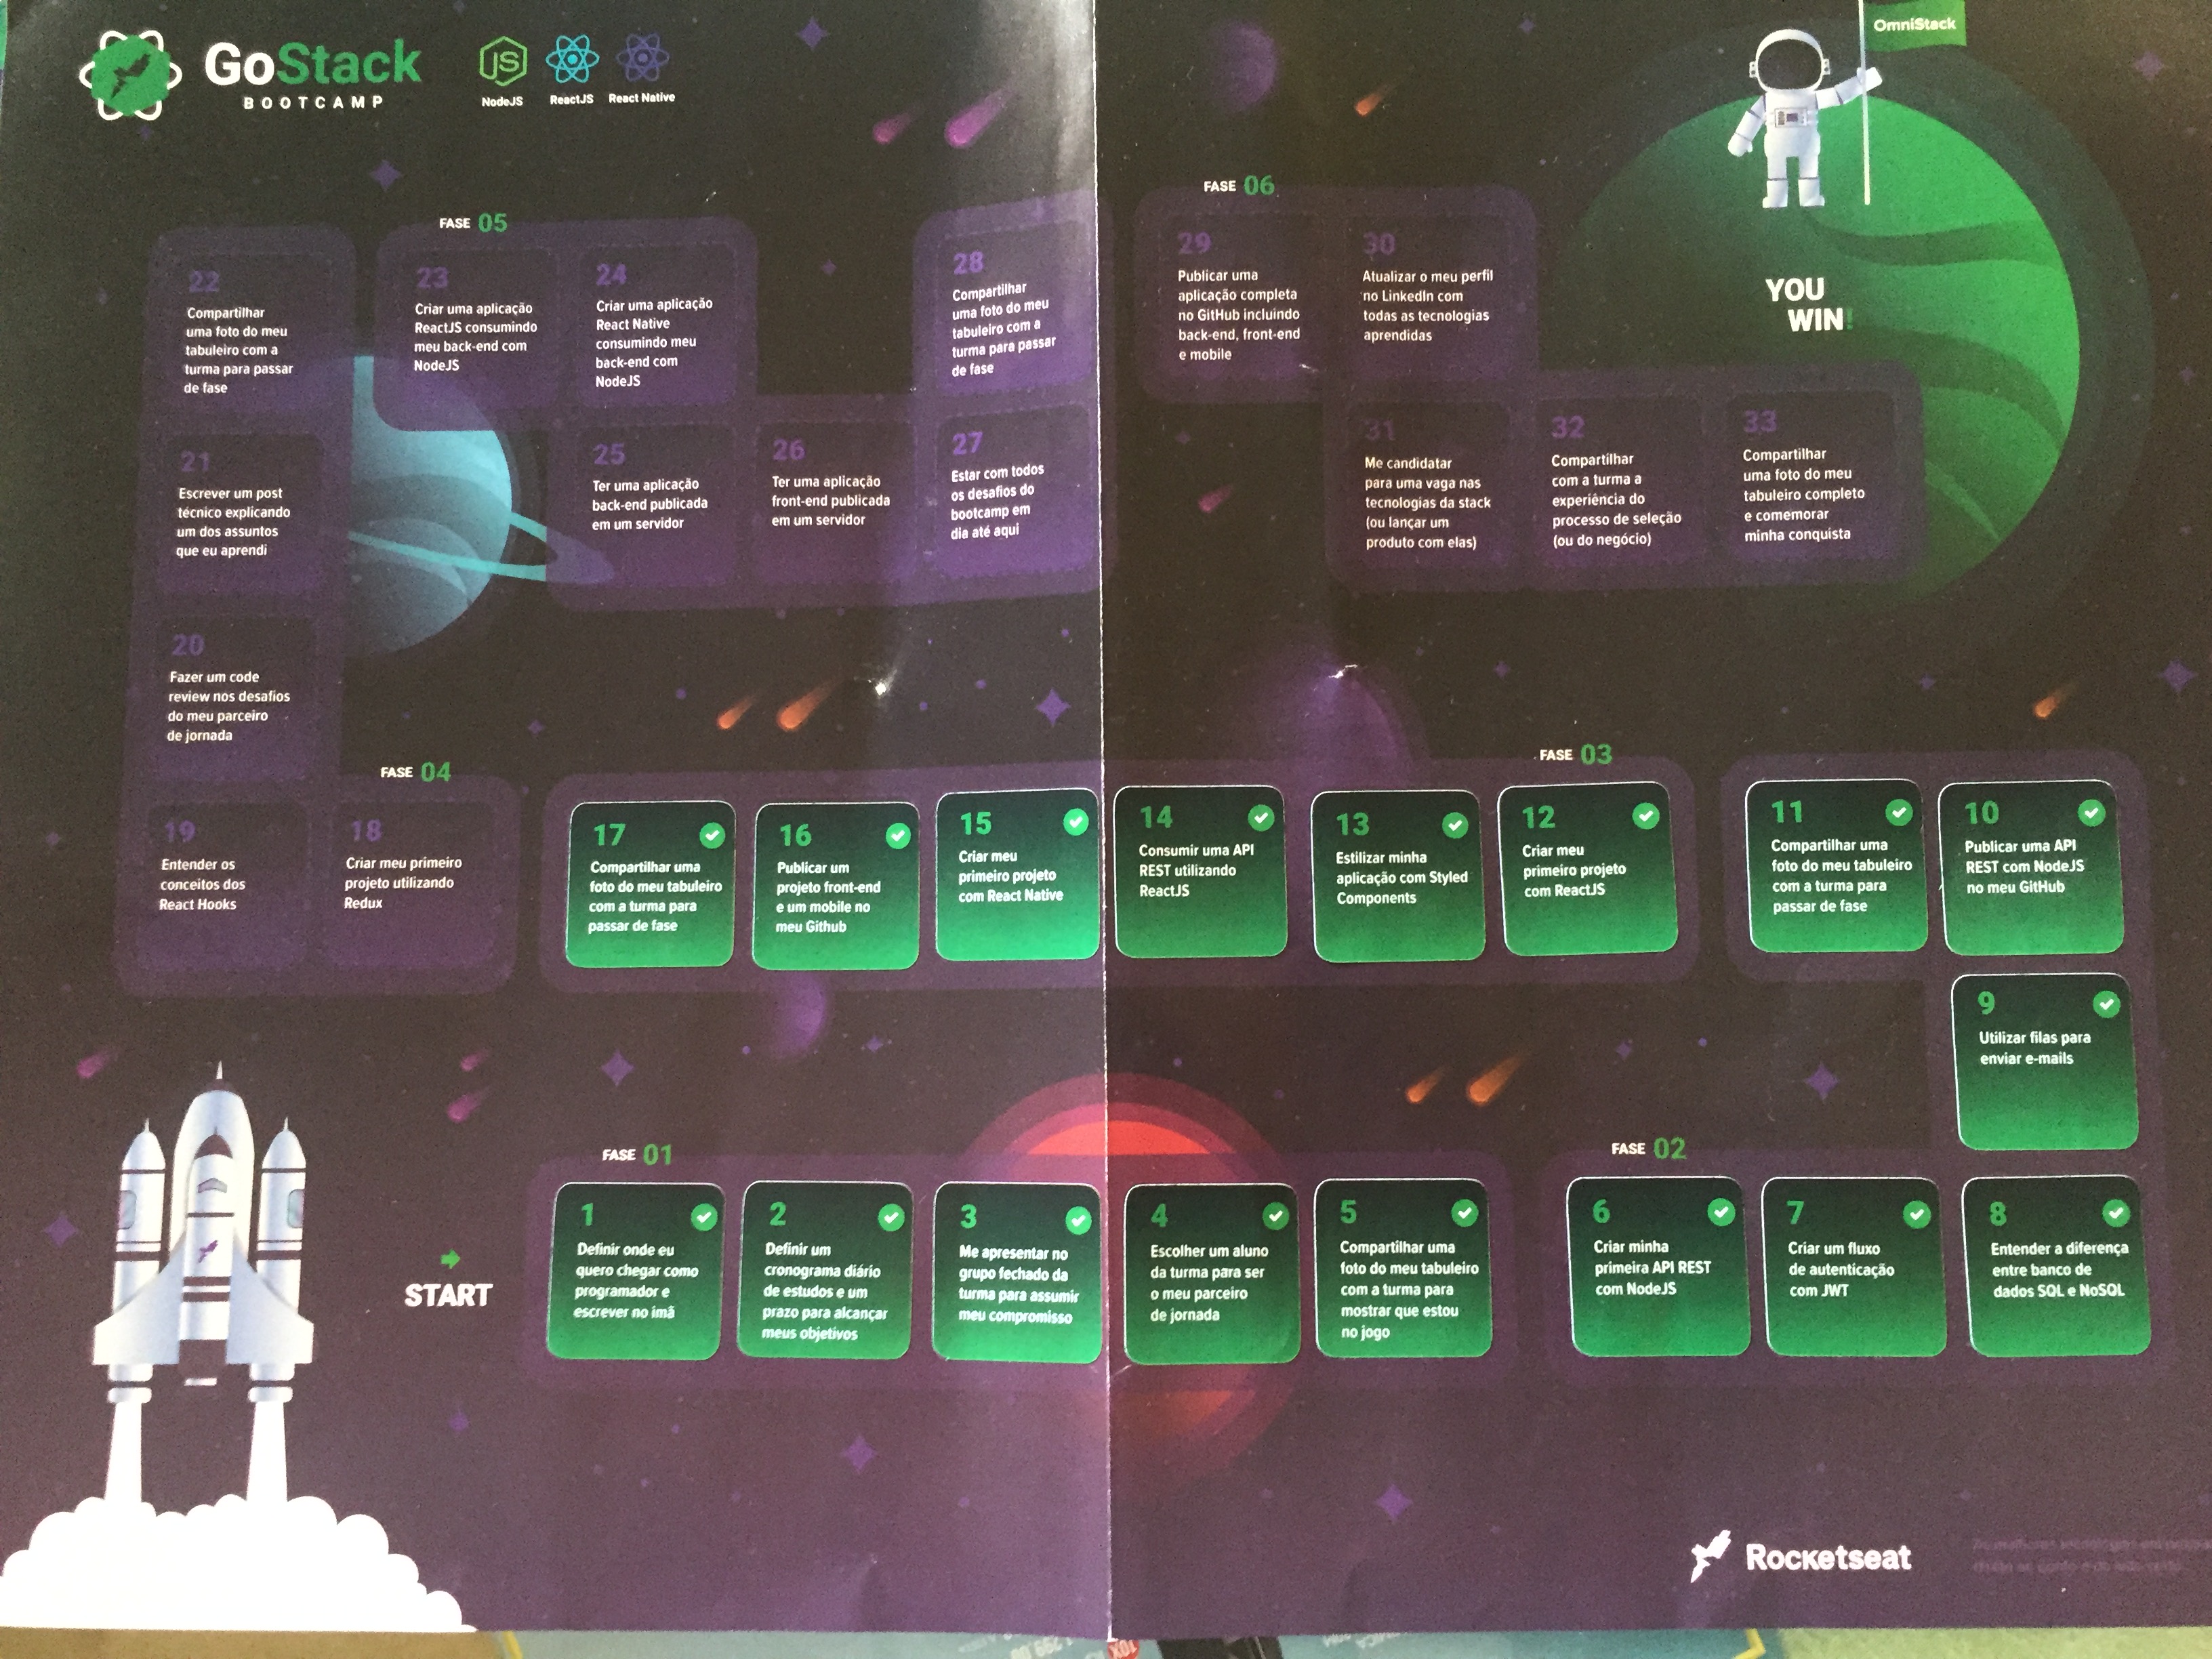 GoStack
BOOTCAMP
JS
NodeJS
ReactJS
React Native
OmniStack
FASE 05
FASE 06
22
Compartilhar
uma foto do meu
tabuleiro com a
turma para passar
de fase
23
Criar uma aplicação
ReactJS consumindo
meu back-end com
NodeJS
24
Criar uma aplicação
React Native
consumindo meu
back-end com
NodeJS
28
Compartilhar
uma foto do meu
tabuleiro com a
turma para passar
de fase
29
Publicar uma
aplicação completa
no GitHub incluindo
back-end, front-end
e mobile
30
Atualizar o meu perfil
no LinkedIn com
todas as tecnologias
aprendidas
YOU
WIN!
21
Escrever um post
técnico explicando
um dos assuntos
que eu aprendi
25
Ter uma aplicação
back-end publicada
em um servidor
26
Ter uma aplicação
front-end publicada
em um servidor
27
Estar com todos
os desafios do
bootcamp em
dia até aqui
31
Me candidatar
para uma vaga nas
tecnologias da stack
(ou lançar um
produto com elas)
32
Compartilhar
com a turma a
experiência do
processo de seleção
(ou do negócio)
33
Compartilhar
uma foto do meu
tabuleiro completo
e comemorar
minha conquista
20
Fazer um code
review nos desafios
do meu parceiro
de jornada
FASE 04
FASE 03
19
Entender os
conceitos dos
React Hooks
18
Criar meu primeiro
projeto utilizando
Redux
17
Compartilhar uma
foto do meu tabuleiro
com a turma para
passar de fase
16
Publicar um
projeto front-end
e um mobile no
meu Github
15
Criar meu
primeiro projeto
com React Native
14
Consumir uma API
REST utilizando
ReactJS
13
Estilizar minha
aplicação com Styled
Components
12
Criar meu
primeiro projeto
com ReactJS
11
Compartilhar uma
foto do meu tabuleiro
com a turma para
passar de fase
10
Publicar uma API
REST com NodeJS
no meu GitHub
9
Utilizar filas para
enviar e-mails
FASE 01
FASE 02
START
1
Definir onde eu
quero chegar como
programador e
escrever no imã
2
Definir um
cronograma diário
de estudos e um
prazo para alcançar
meus objetivos
3
Me apresentar no
grupo fechado da
turma para assumir
meu compromisso
4
Escolher um aluno
da turma para ser
o meu parceiro
de jornada
5
Compartilhar uma
foto do meu tabuleiro
com a turma para
mostrar que estou
no jogo
6
Criar minha
primeira API REST
com NodeJS
7
Criar um fluxo
de autenticação
com JWT
8
Entender a diferença
entre banco de
dados SQL e NoSQL
Rocketseat